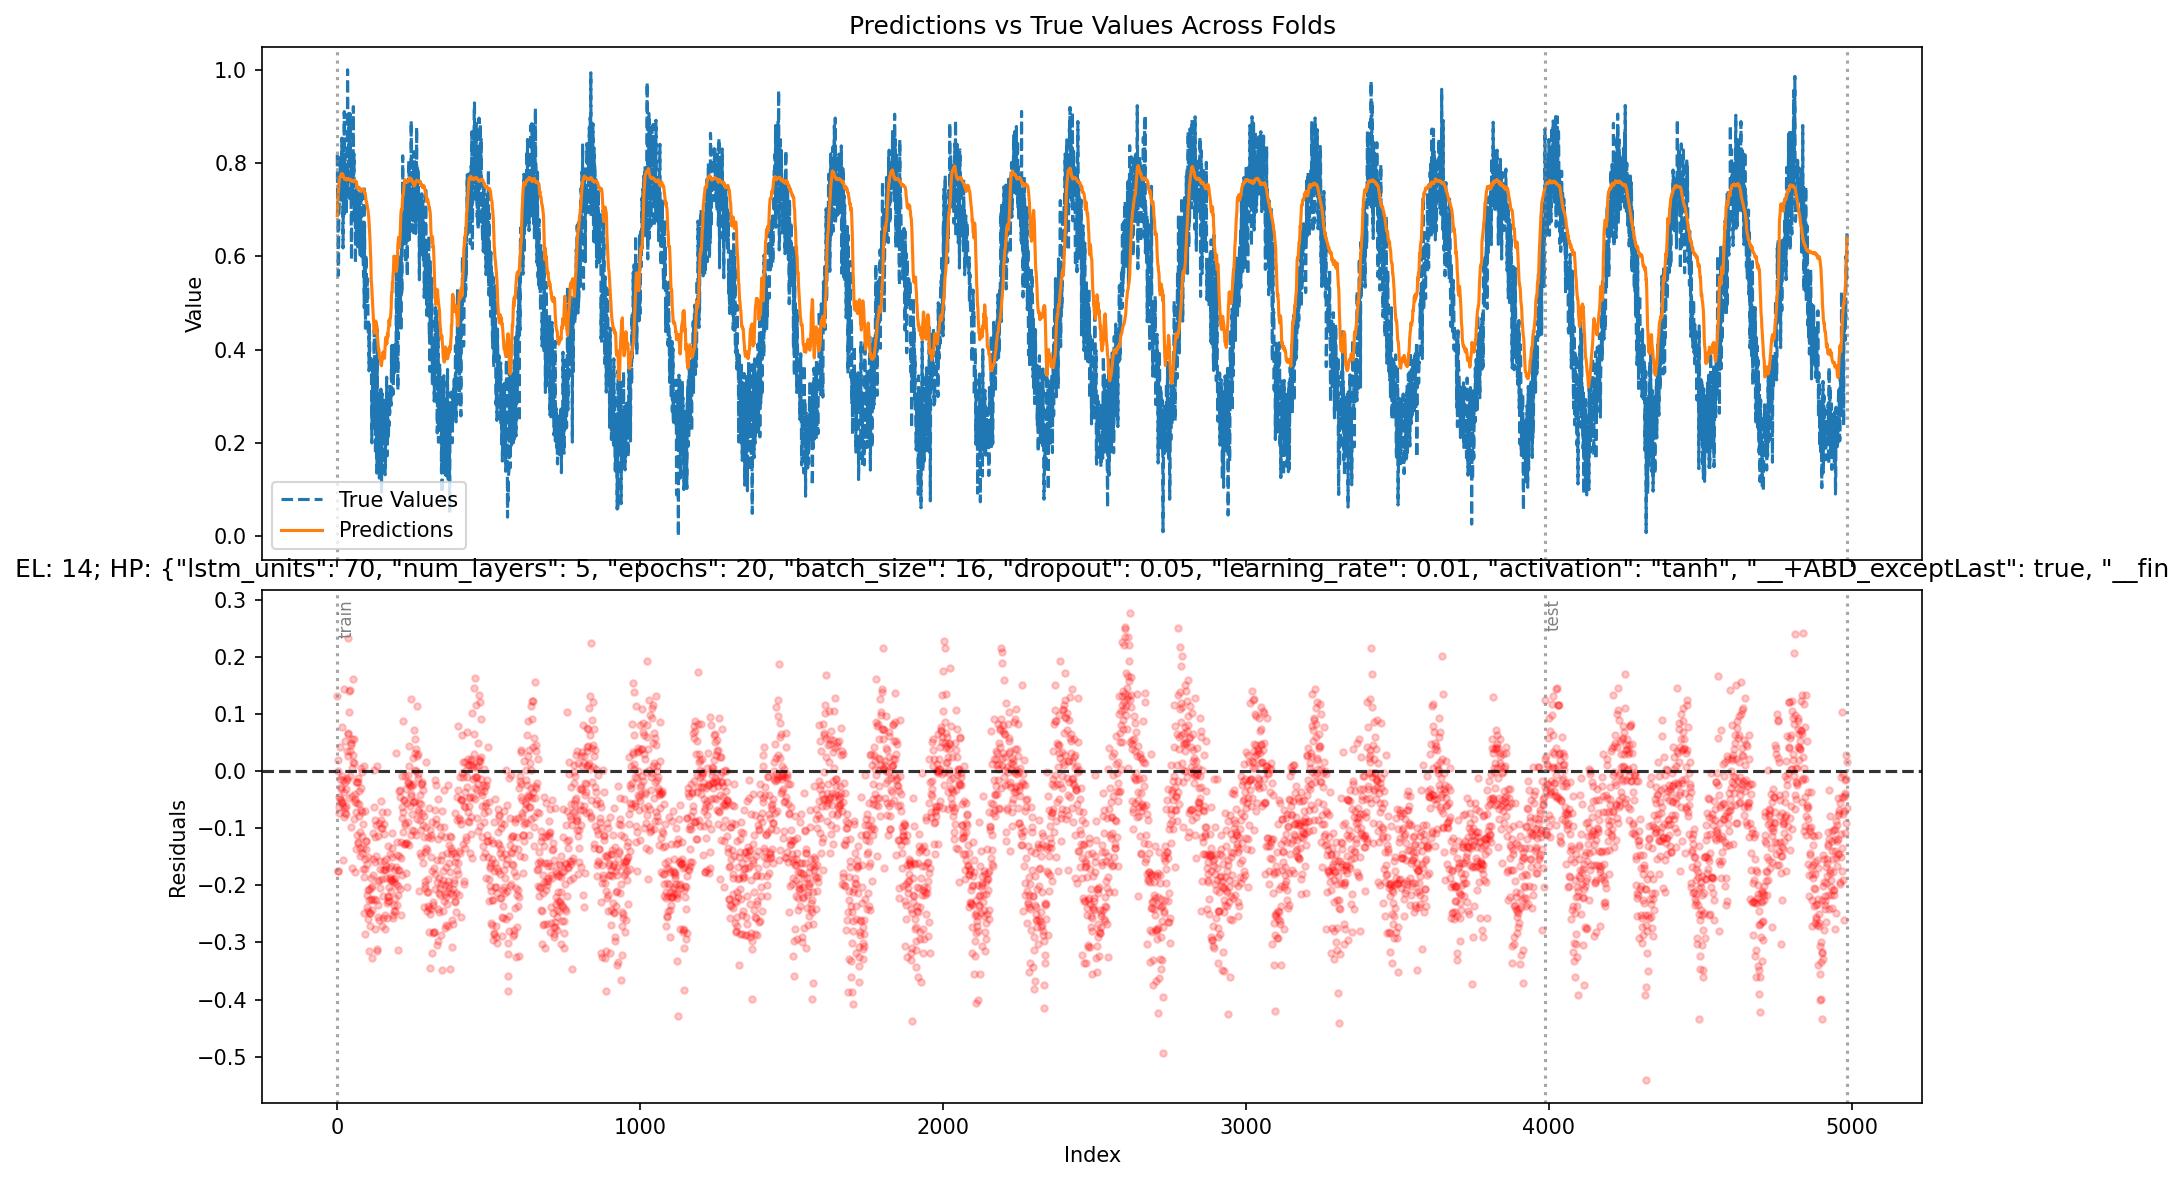 Predictions vs True Values Across Folds
1.0
0.8
0.6
0.4
0.2
0.0
Value
True Values
Predictions
EL: 14; HP: {"lstm_units": 70, "num_layers": 5, "epochs": 20, "batch_size": 16, "dropout": 0.05, "learning_rate": 0.01, "activation": "tanh", "__+ABD_exceptLast": true, "__fin
0.3
0.2
0.1
0.0
−0.1
−0.2
−0.3
−0.4
−0.5
Residuals
train
test
0
1000
2000
3000
4000
5000
Index